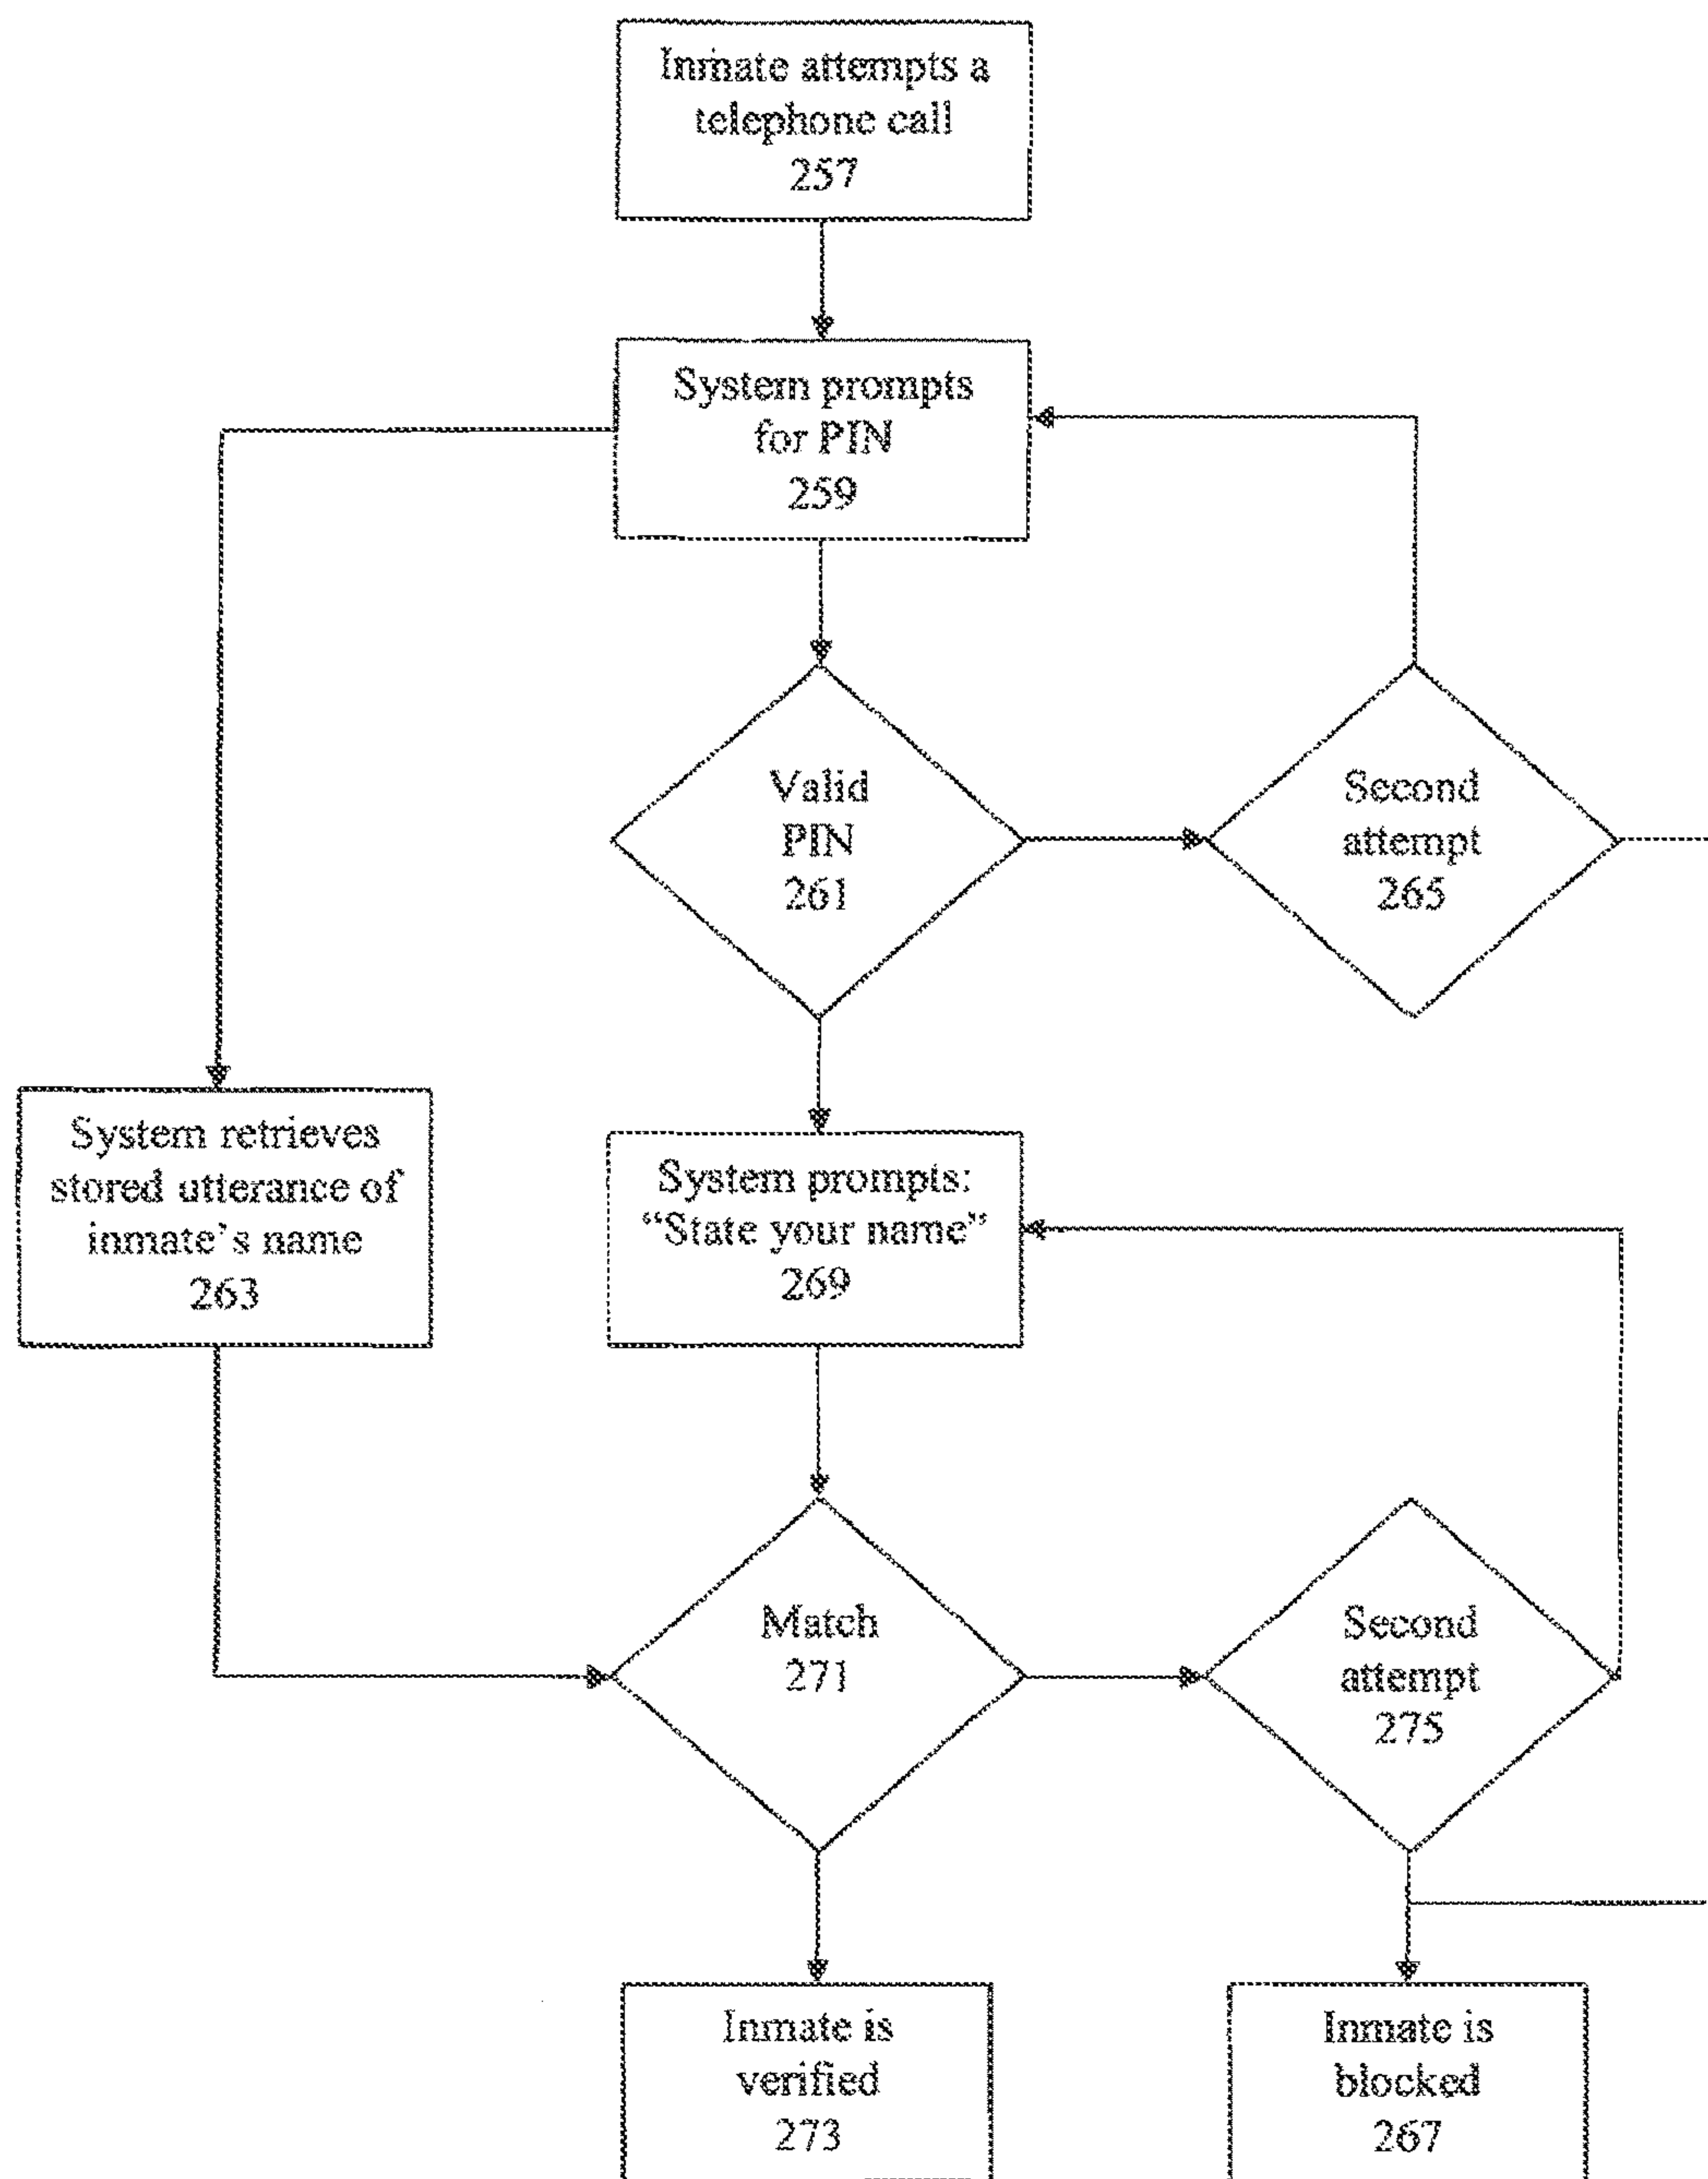 Inmate attempts a
telephone call
257
System prompts
for PIN
259
Valid
PIN
261
Second
attempt
265
System retrieves
stored utterance of
inmate's name
263
System prompts:
“State your name”
269
Match
271
Second
attempt
275
Inmate is
verified
273
Inmate is
blocked
267